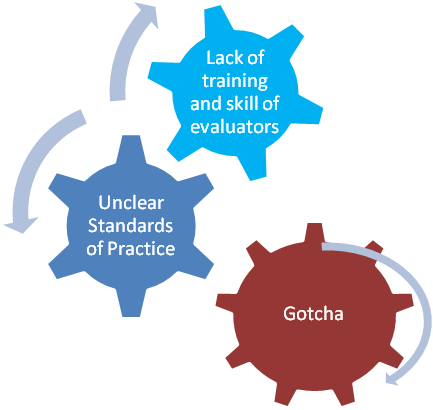 Lack of
training
and skill of
evaluators
Unclear
Standards
of Practice
Gotcha